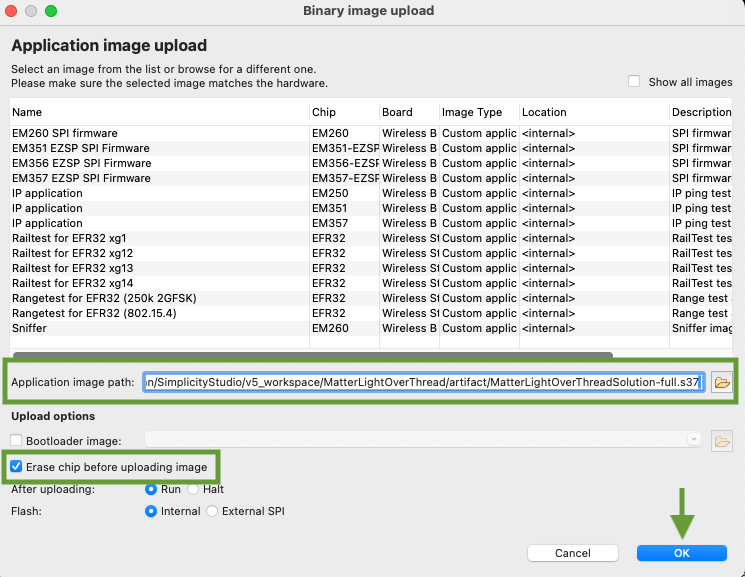 Binary image upload
Application image upload
Select an image from the list or browse for a different one.
Please make sure the selected image matches the hardware.
Show all images
Name Chip Board Image Type Location Description
EM260 SPI firmware EM260 Wireless B Custom applic <internal> SPI firmwar
EM351 EZSP SPI Firmware EM351-EZSP Wireless B Custom applic <internal> SPI firmwar
EM356 EZSP SPI Firmware EM356-EZSP Wireless B Custom applic <internal> SPI firmwar
EM357 EZSP SPI Firmware EM357-EZSP Wireless B Custom applic <internal> SPI firmwar
IP application EM250 Wireless B Custom applic <internal> IP ping test
IP application EM351 Wireless B Custom applic <internal> IP ping test
IP application EM357 Wireless B Custom applic <internal> IP ping test
Railtest for EFR32 xg1 EFR32 Wireless St Custom applic <internal> RailTest tes
Railtest for EFR32 xg12 EFR32 Wireless St Custom applic <internal> RailTest tes
Railtest for EFR32 xg13 EFR32 Wireless St Custom applic <internal> RailTest tes
Railtest for EFR32 xg14 EFR32 Wireless St Custom applic <internal> RailTest tes
Rangetest for EFR32 (250k 2GFSK) EFR32 Wireless St Custom applic <internal> Range test
Rangetest for EFR32 (802.15.4) EFR32 Wireless St Custom applic <internal> Range test
Sniffer EM260 Wireless B Custom applic <internal> Sniffer imag
Application image path: n/SimplicityStudio/v5_workspace/MatterLightOverThread/artifact/MatterLightOverThreadSolution-full.s37
Upload options
Bootloader image:
Erase chip before uploading image
After uploading: Run Halt
Flash: Internal External SPI
Cancel OK